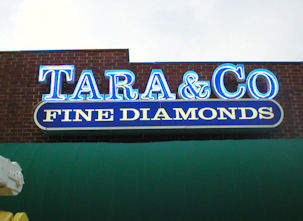 TARA & CO
FINE DIAMONDS